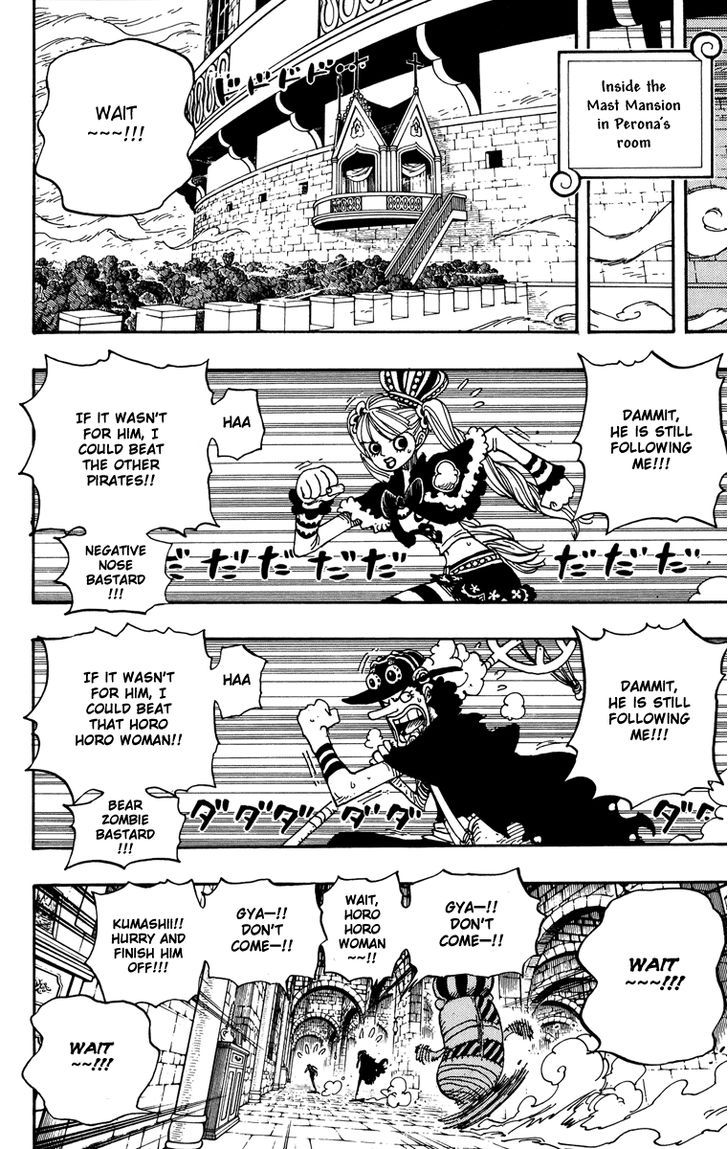 Inside the
Mast Mansion
in Perona's
room
ドドドドド
WAIT
~~~!!!
DAMMIT,
HE IS STILL
FOLLOWING
ME!!!
HAA
IF IT WASN'T
FOR HIM, I
COULD BEAT
THE OTHER
PIRATES!!
NEGATIVE
NOSE
BASTARD
!!!
だだだ
だだだだだ
DAMMIT,
HE IS STILL
FOLLOWING
ME!!!
HAA
IF IT WASN'T
FOR HIM, I
COULD BEAT
THAT HORO
HORO WOMAN!!
BEAR
ZOMBIE
BASTARD
!!!
ダダ
ダダダダ
WAIT
~~!!!
GYA—!!
DON'T
COME—!!
WAIT,
HORO
HORO
WOMAN
~~!!
GYA—!!
DON'T
COME—!!
KUMASHI!!
HURRY AND
FINISH HIM
OFF!!!
WAIT
~~!!!